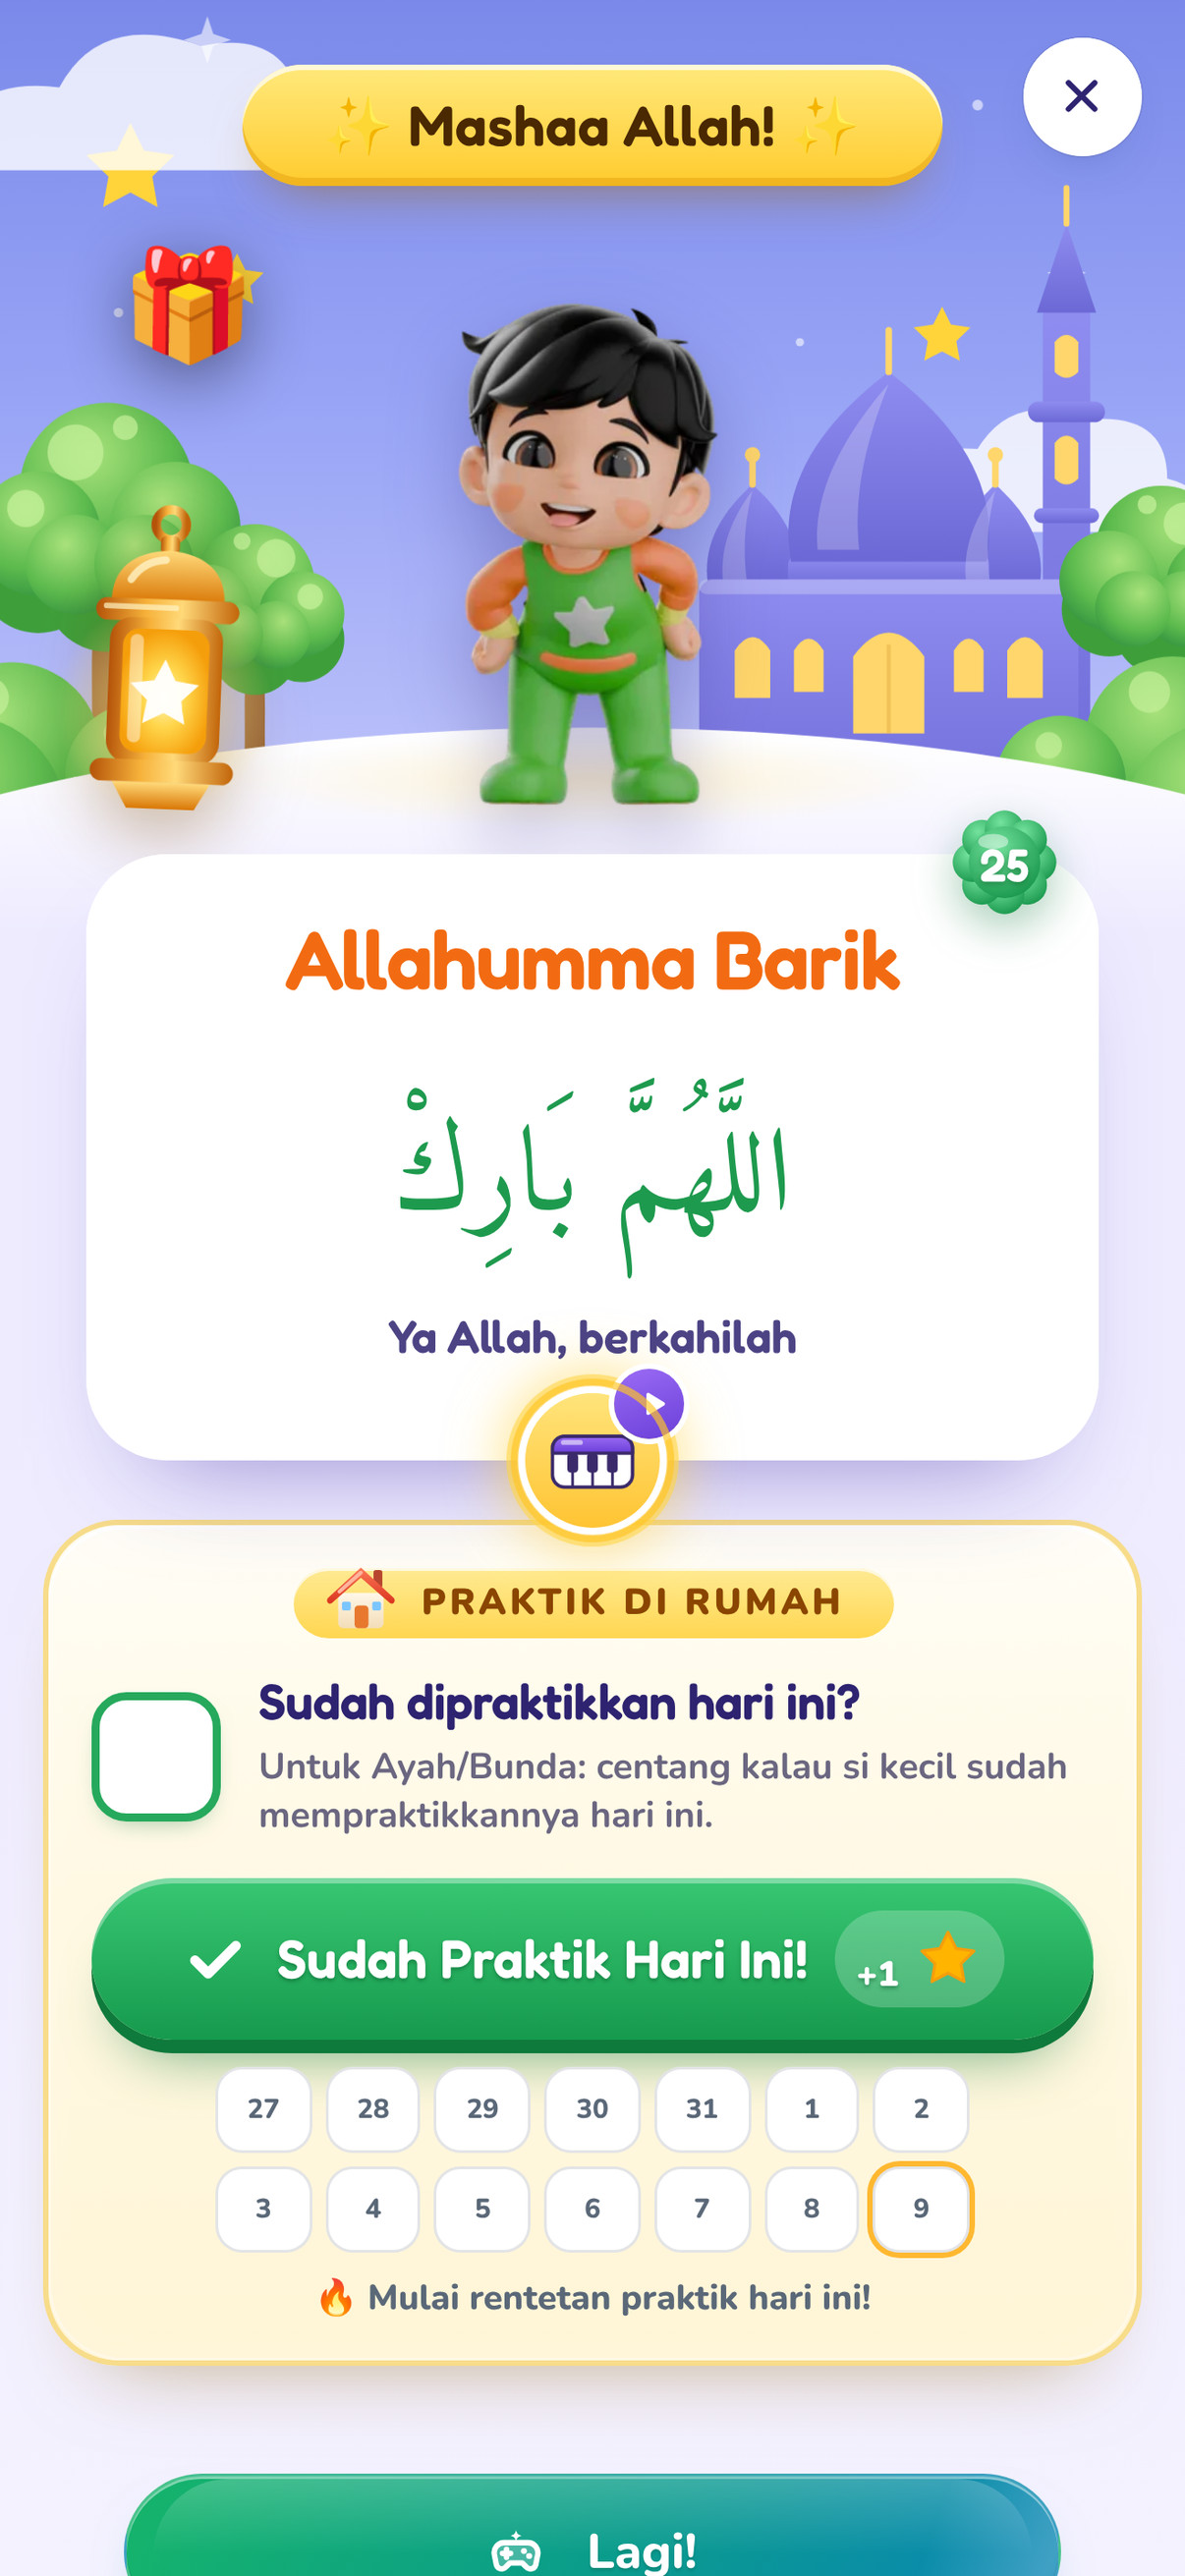 ✨ Mashaa Allah! ✨
25
Allahumma Barik
اللَّهُمَّ بَارِكْ
Ya Allah, berkahilah
PRAKTIK DI RUMAH
Sudah dipraktikkan hari ini?
Untuk Ayah/Bunda: centang kalau si kecil sudah
mempraktikkannya hari ini.
Sudah Praktik Hari Ini! +1
27 28 29 30 31 1 2
3 4 5 6 7 8 9
🔥 Mulai rentetan praktik hari ini!
Lagi!